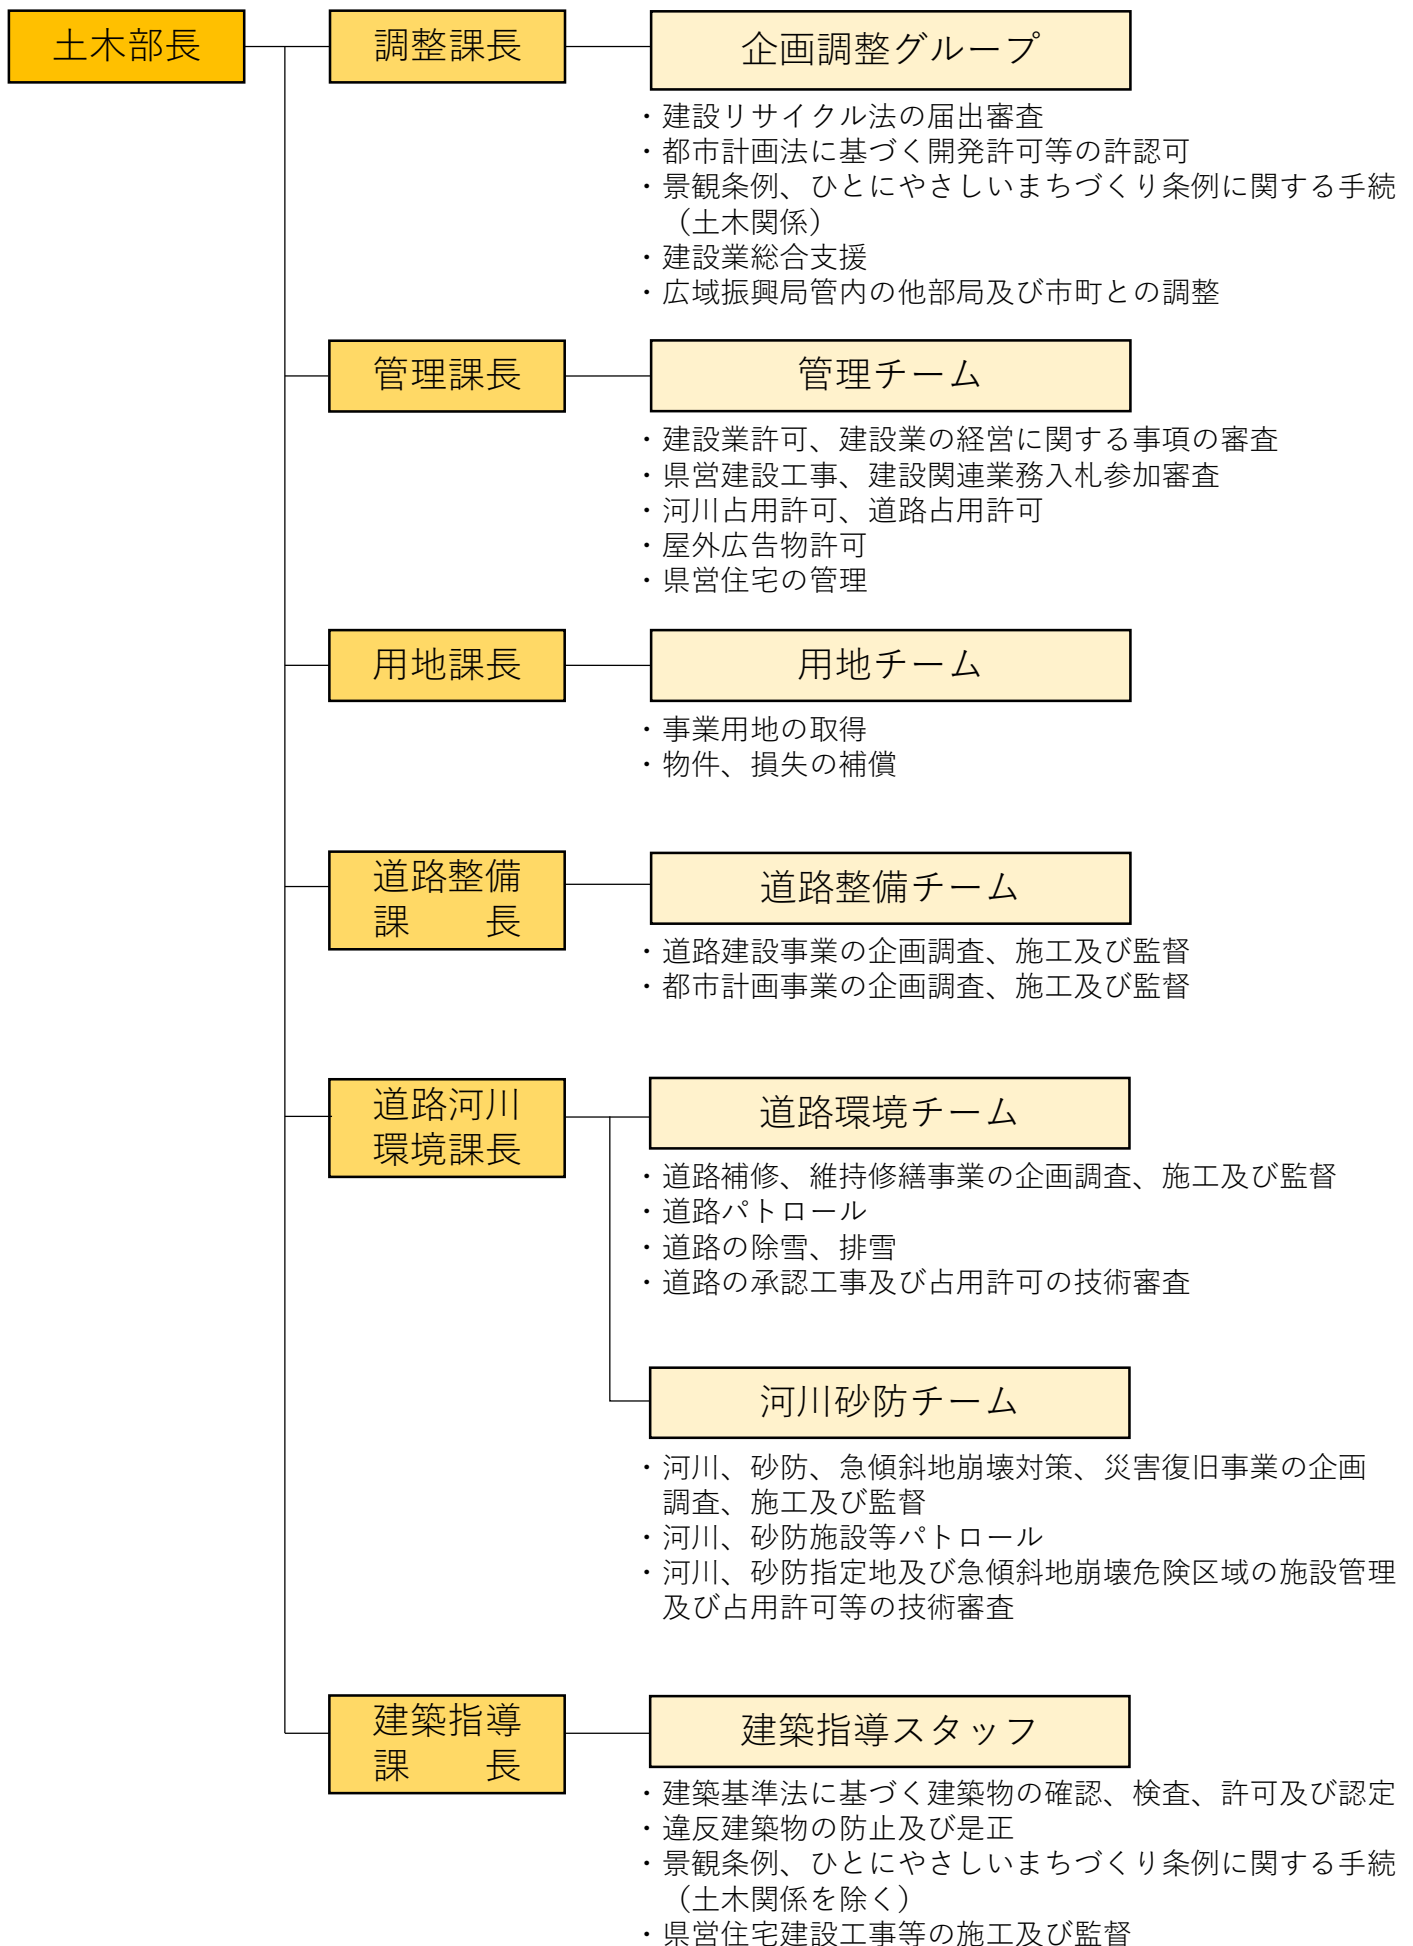 土木部長
調整課長
企画調整グループ
・建設リサイクル法の届出審査
・都市計画法に基づく開発許可等の許認可
・景観条例、ひとにやさしいまちづくり条例に関する手続
（土木関係）
・建設業総合支援
・広域振興局管内の他部局及び市町との調整
管理課長
管理チーム
・建設業許可、建設業の経営に関する事項の審査
・県営建設工事、建設関連業務入札参加審査
・河川占用許可、道路占用許可
・屋外広告物許可
・県営住宅の管理
用地課長
用地チーム
・事業用地の取得
・物件、損失の補償
道路整備
課　　長
道路整備チーム
・道路建設事業の企画調査、施工及び監督
・都市計画事業の企画調査、施工及び監督
道路河川
環境課長
道路環境チーム
・道路補修、維持修繕事業の企画調査、施工及び監督
・道路パトロール
・道路の除雪、排雪
・道路の承認工事及び占用許可の技術審査
河川砂防チーム
・河川、砂防、急傾斜地崩壊対策、災害復旧事業の企画
調査、施工及び監督
・河川、砂防施設等パトロール
・河川、砂防指定地及び急傾斜地崩壊危険区域の施設管理
及び占用許可等の技術審査
建築指導
課　　長
建築指導スタッフ
・建築基準法に基づく建築物の確認、検査、許可及び認定
・違反建築物の防止及び是正
・景観条例、ひとにやさしいまちづくり条例に関する手続
（土木関係を除く）
・県営住宅建設工事等の施工及び監督